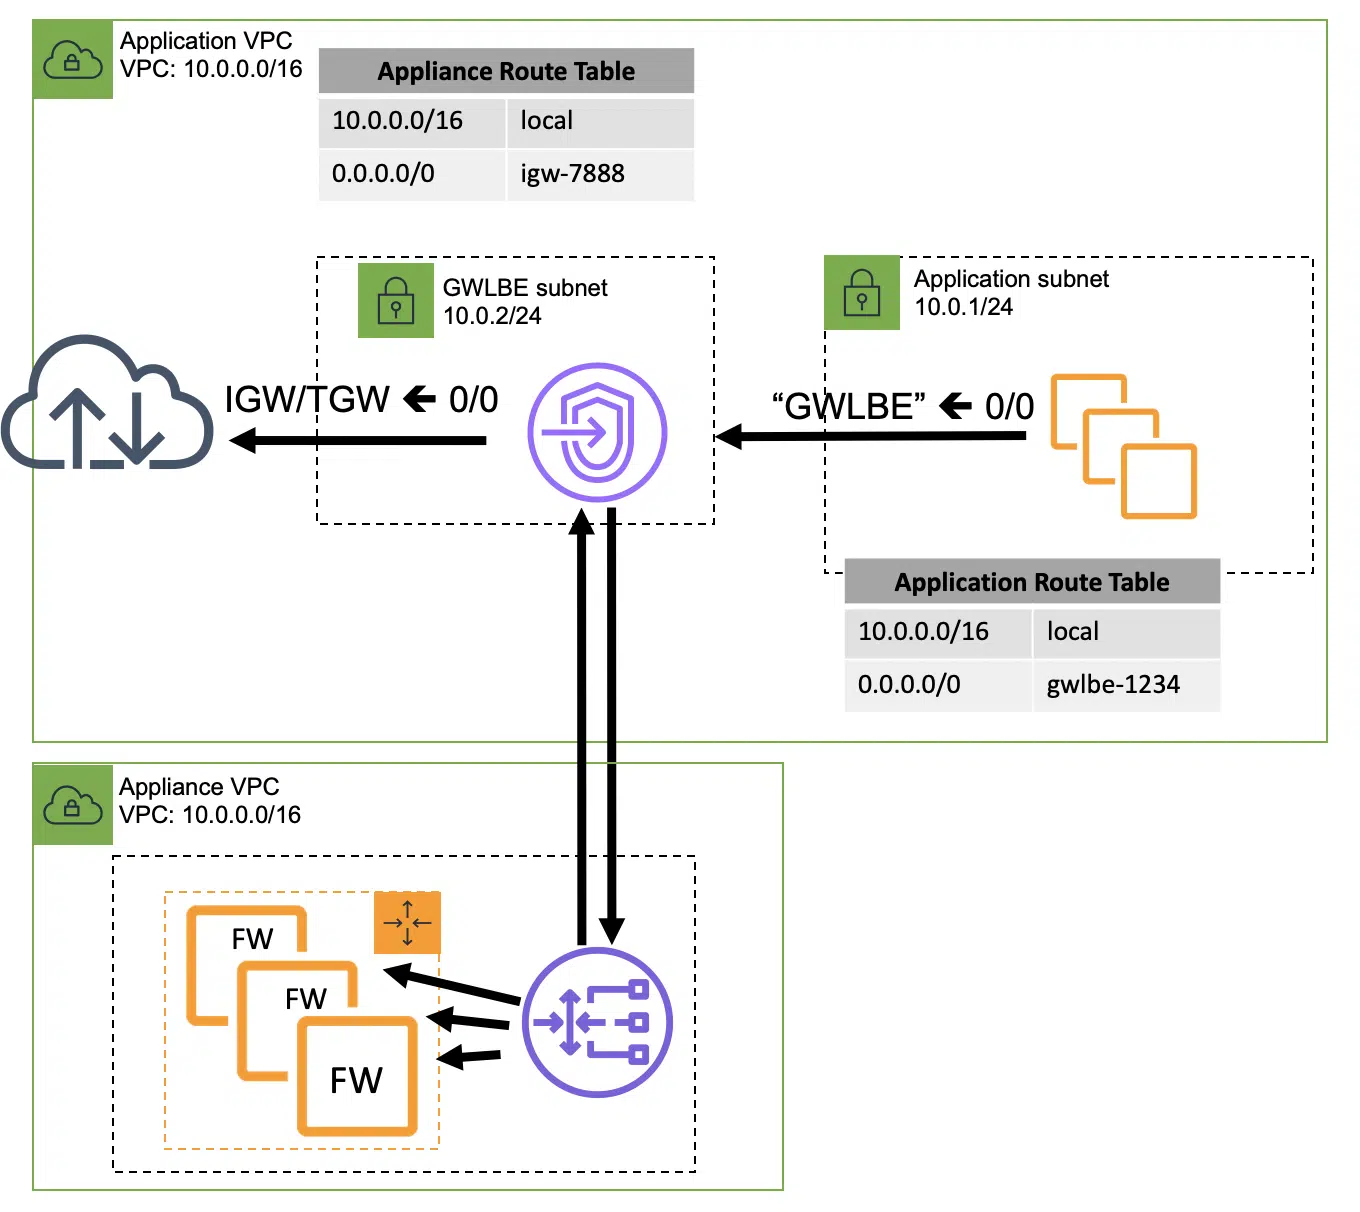 Application VPC
VPC: 10.0.0.0/16
Appliance Route Table
10.0.0.0/16 local
0.0.0.0/0 igw-7888
GWLBE subnet
10.0.2/24
Application subnet
10.0.1/24
IGW/TGW ← 0/0
“GWLBE” ← 0/0
Application Route Table
10.0.0.0/16 local
0.0.0.0/0 gwlbe-1234
Appliance VPC
VPC: 10.0.0.0/16
FW
FW
FW